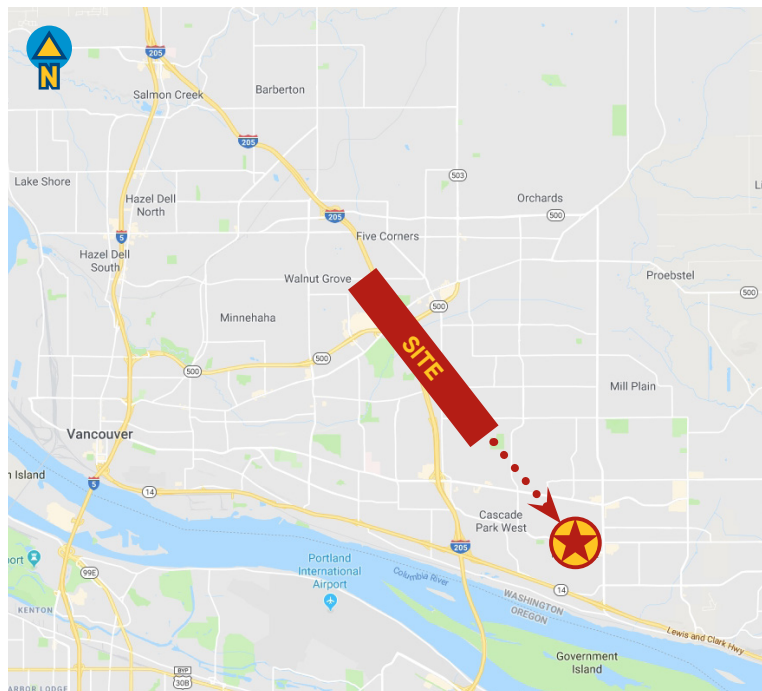 N
205
Salmon Creek
Barberton
205
503
Lake Shore
Hazel Dell
North
Orchards
205
500
5
Five Corners
Hazel Dell
South
Walnut Grove
Proebstel
500
500
Minnehaha
SITE
500
500
Mill Plain
Vancouver
n Island
5
14
Cascade
Park West
205
Portland
International
Airport
ort
99E
Columbia River
14
WASHINGTON
OREGON
KENTON
Lewis and Clark Hwy
Government
Island
BYP
30B
ARBOR LODGE